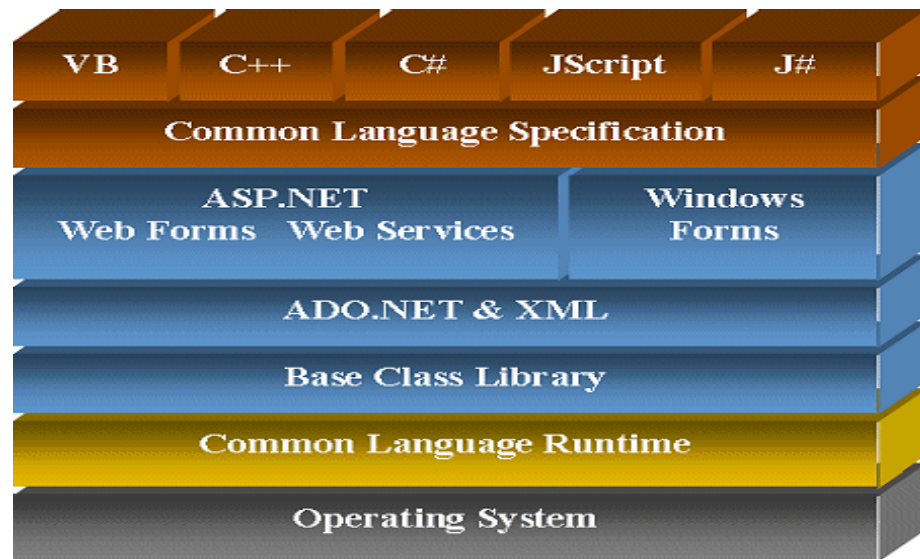 VB C++ C# JScript J#
Common Language Specification
ASP.NET
Web Forms Web Services
Windows
Forms
ADO.NET & XML
Base Class Library
Common Language Runtime
Operating System